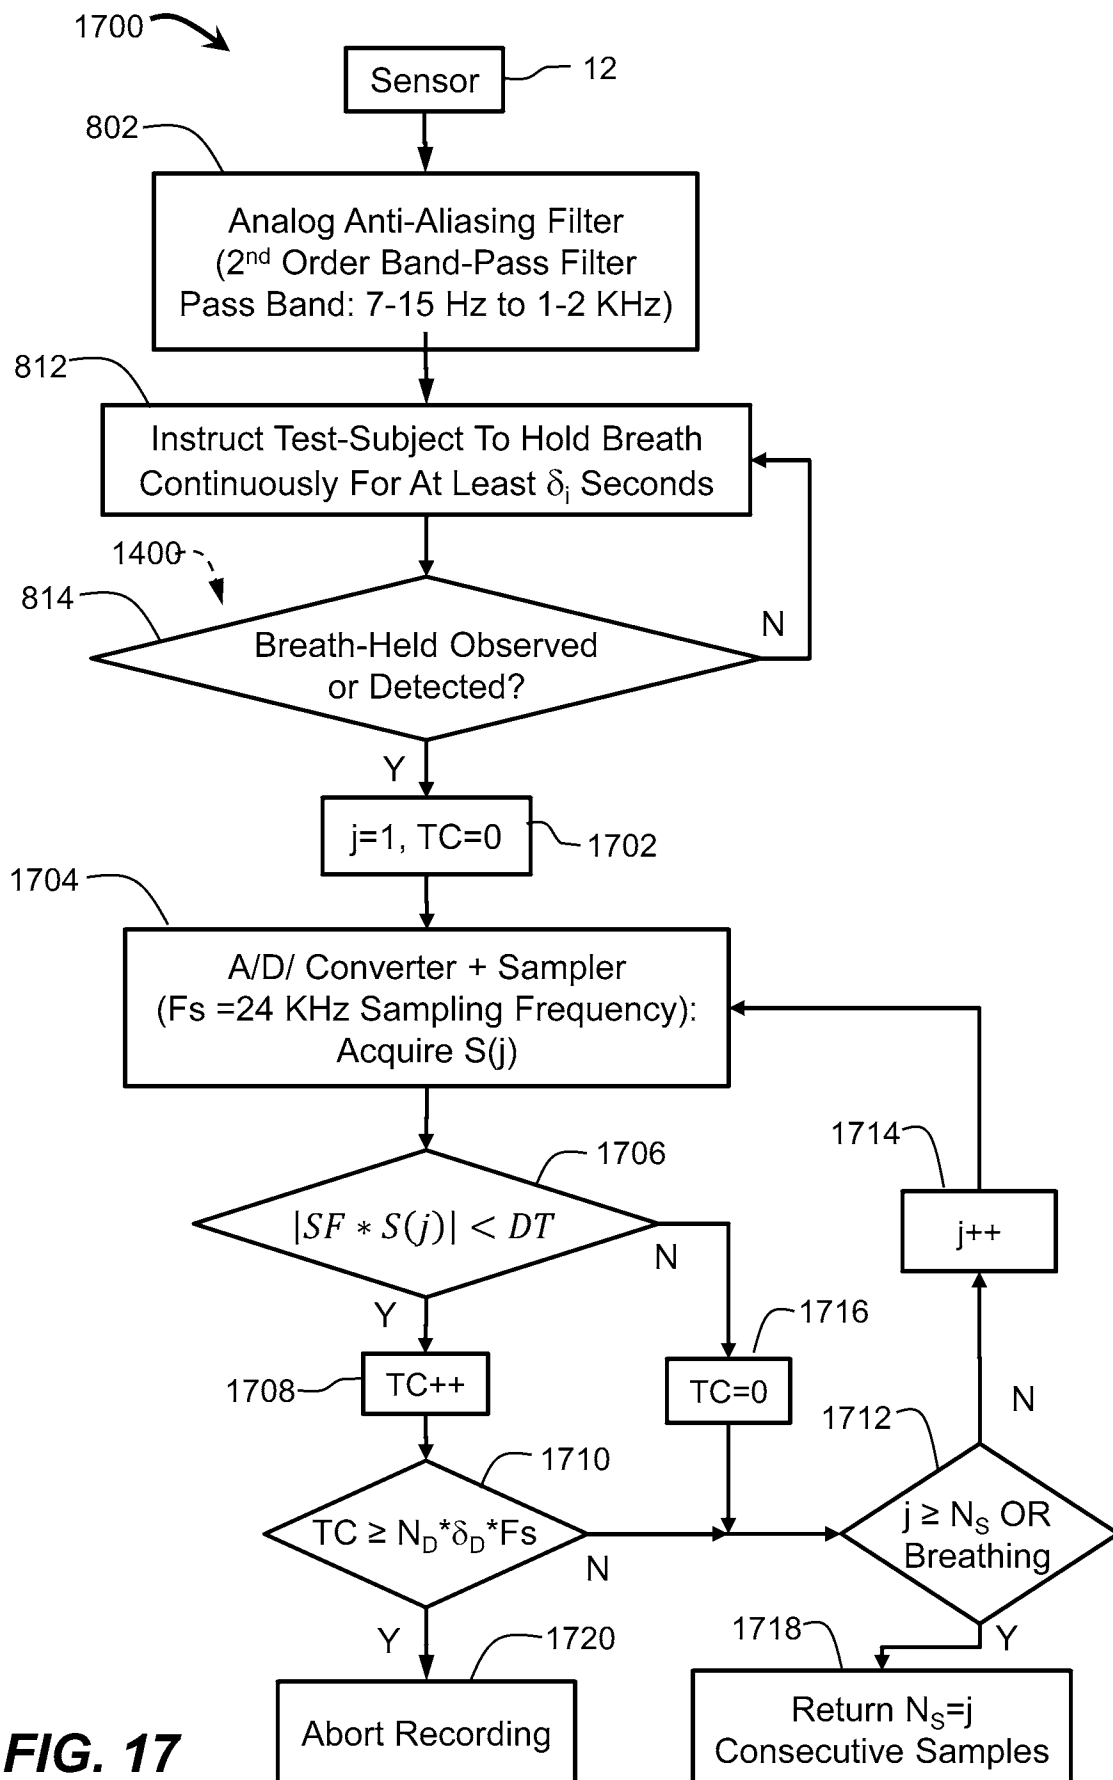 1700
Sensor
12
802
Analog Anti-Aliasing Filter
(2nd Order Band-Pass Filter
Pass Band: 7-15 Hz to 1-2 KHz)
812
Instruct Test-Subject To Hold Breath
Continuously For At Least δi Seconds
1400
814
Breath-Held Observed
or Detected?
N
Y
j=1, TC=0
1702
1704
A/D/ Converter + Sampler
(Fs =24 KHz Sampling Frequency):
Acquire S(j)
1706
|SF ∗ S(j)| < DT
N
Y
1714
j++
1716
TC=0
1708
TC++
1710
TC ≥ ND*δD*Fs
N
Y
1712
N
j ≥ NS OR
Breathing
Y
1720
Abort Recording
1718
Return NS=j
Consecutive Samples
FIG. 17